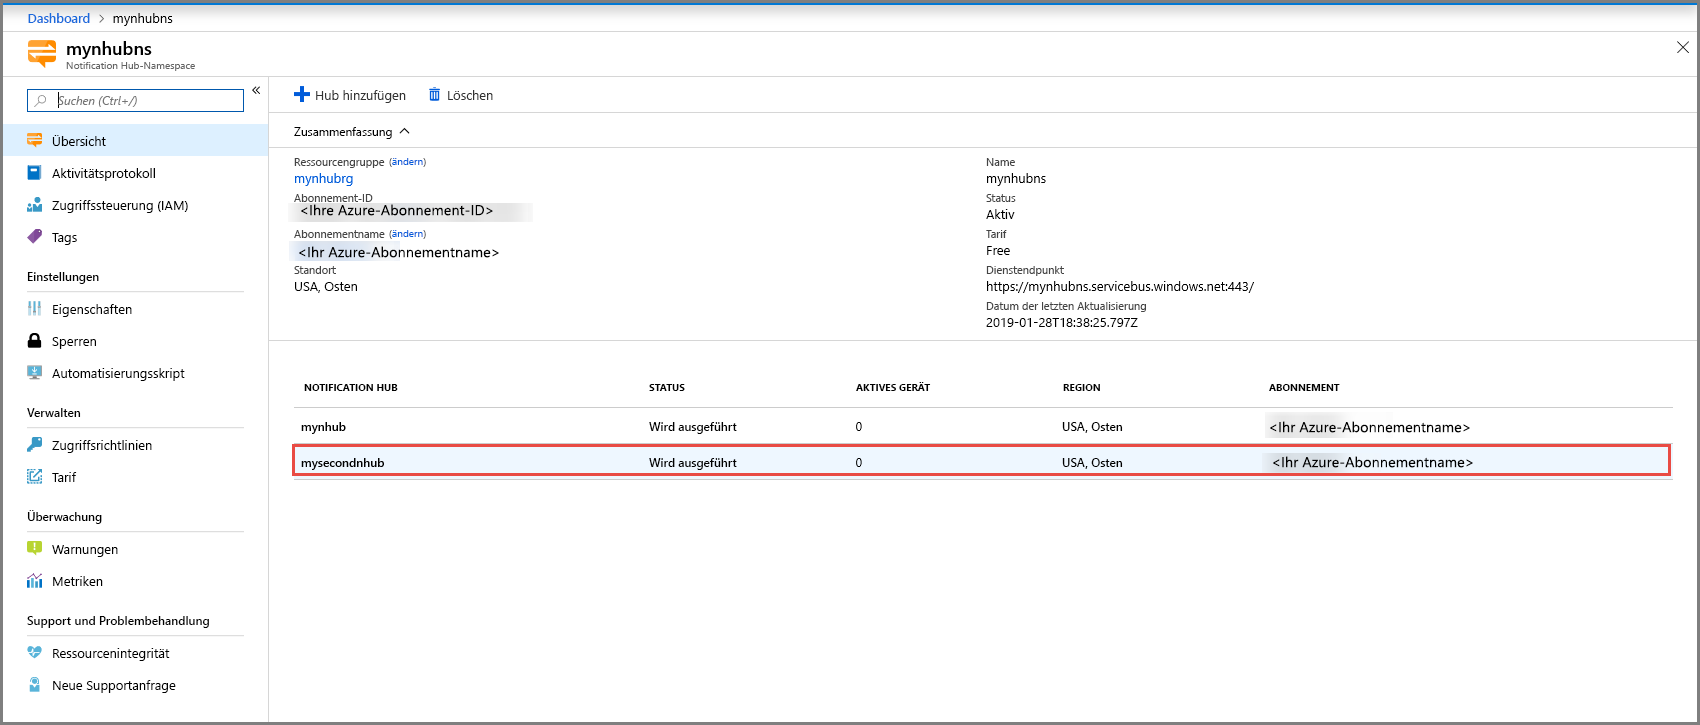 Dashboard > mynhubns
mynhubns
Notification Hub-Namespace
Suchen (Ctrl+/)
«
Übersicht
Aktivitätsprotokoll
Zugriffssteuerung (IAM)
Tags
Einstellungen
Eigenschaften
Sperren
Automatisierungsskript
Verwalten
Zugriffsrichtlinien
Tarif
Überwachung
Warnungen
Metriken
Support und Problembehandlung
Ressourcenintegrität
Neue Supportanfrage
Hub hinzufügen Löschen
Zusammenfassung
Ressourcengruppe (ändern)
mynhubrg
Abonnement-ID
<Ihre Azure-Abonnement-ID>
Abonnementname (ändern)
<Ihr Azure-Abonnementname>
Standort
USA, Osten
Name
mynhubns
Status
Aktiv
Tarif
Free
Dienstendpunkt
https://mynhubns.servicebus.windows.net:443/
Datum der letzten Aktualisierung
2019-01-28T18:38:25.797Z
NOTIFICATION HUB STATUS AKTIVES GERÄT REGION ABONNEMENT
mynhub Wird ausgeführt 0 USA, Osten <Ihr Azure-Abonnementname>
mysecondnhub Wird ausgeführt 0 USA, Osten <Ihr Azure-Abonnementname>